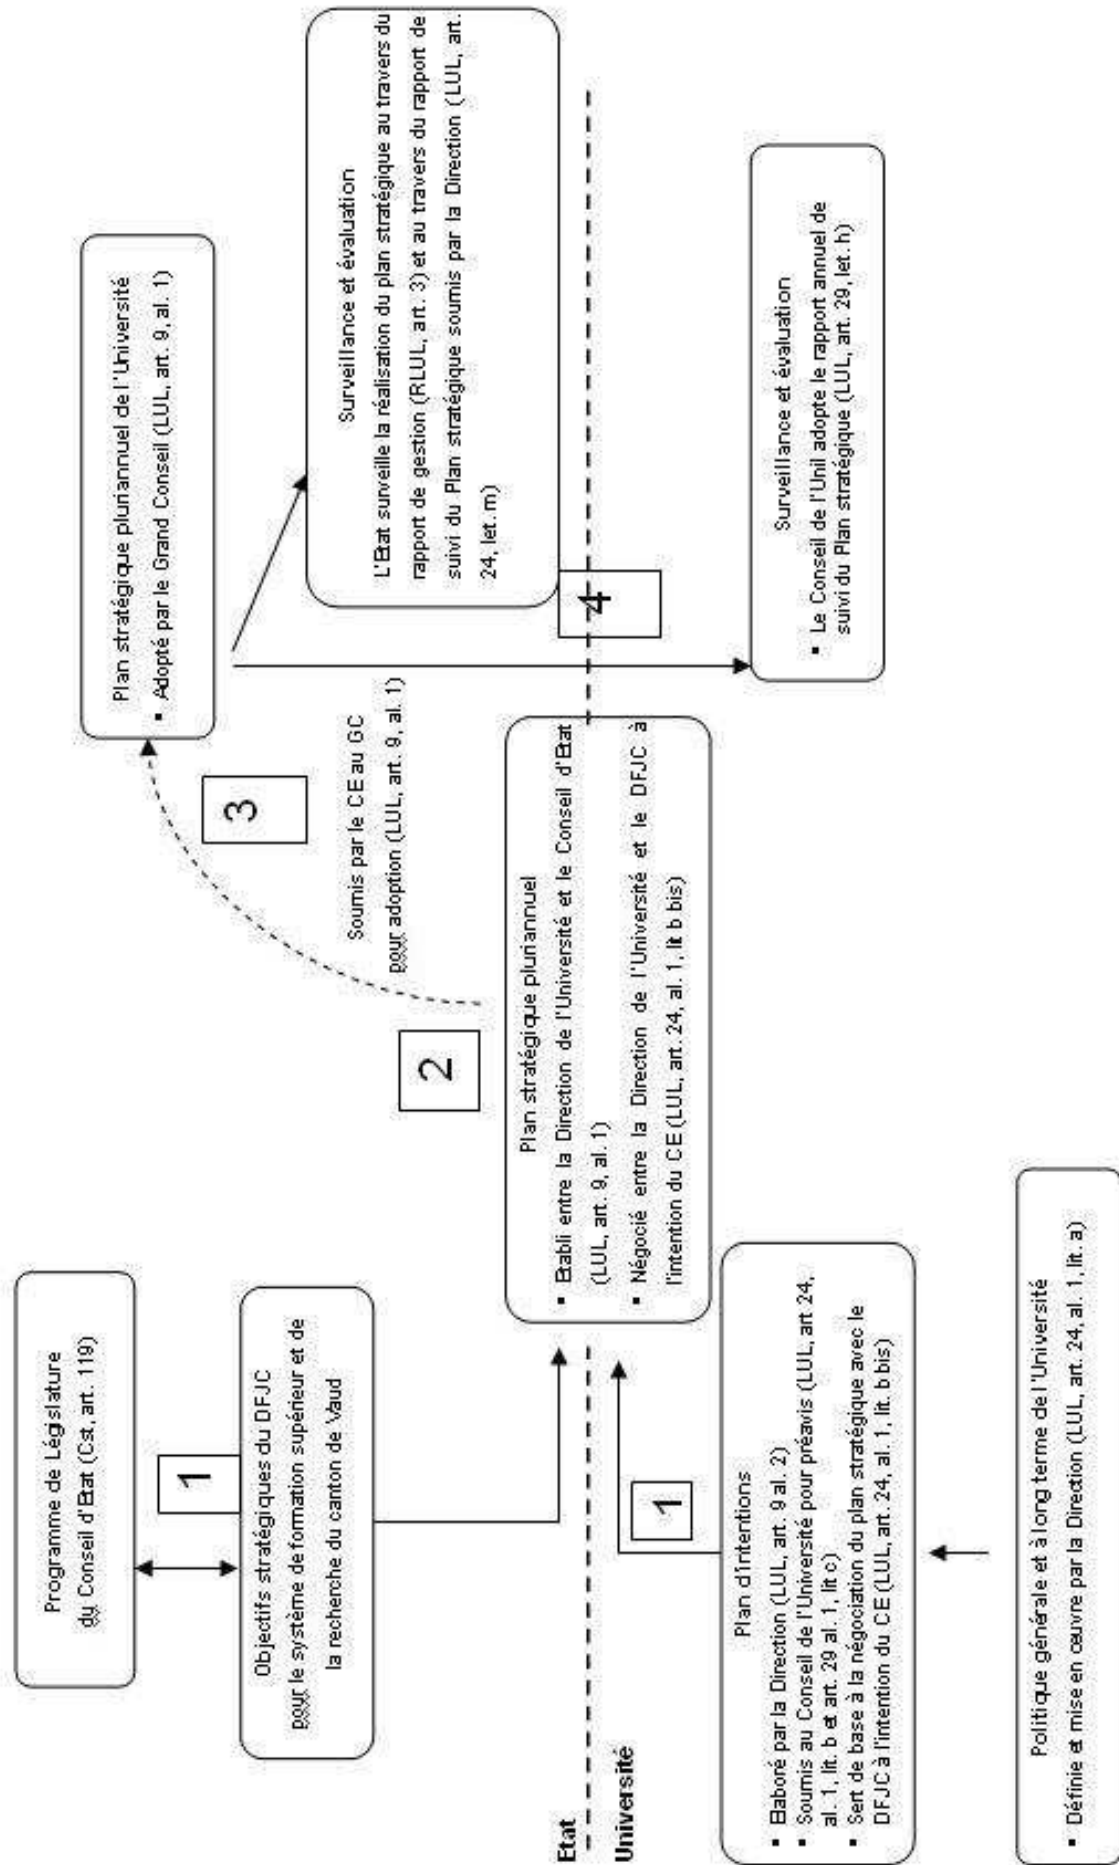 Programme de Législature
du Conseil d'Etat (Cst, art. 119)
1
Objectifs stratégiques du DFJC
pour le système de formation supérieur et de
la recherche du canton de Vaud
Etat
Université
1
Plan d'intentions
▪ Elaboré par la Direction (LUL, art. 9 al. 2)
▪ Soumis au Conseil de l'Université pour préavis (LUL, art 24,
al. 1, lit. b et art. 29 al. 1, lit c)
▪ Sert de base à la négociation du plan stratégique avec le
DFJC à l'intention du CE (LUL, art. 24, al. 1, lit. b bis)
Politique générale et à long terme de l'Université
▪ Définie et mise en œuvre par la Direction (LUL, art. 24, al. 1, lit. a)
2
Plan stratégique pluriannuel
▪ Etabli entre la Direction de l'Université et le Conseil d'Etat
(LUL, art. 9, al. 1)
▪ Négocié entre la Direction de l'Université et le DFJC à
l'intention du CE (LUL, art. 24, al. 1, lit b bis)
3
Soumis par le CE au GC
pour adoption (LUL, art. 9, al. 1)
Plan stratégique pluriannuel de l'Université
▪ Adopté par le Grand Conseil (LUL, art. 9, al. 1)
Surveillance et évaluation
L'Etat surveille la réalisation du plan stratégique au travers du
rapport de gestion (RLUL, art. 3) et au travers du rapport de
suivi du Plan stratégique soumis par la Direction (LUL, art.
24, let. m)
4
Surveillance et évaluation
▪ Le Conseil de l'Unil adopte le rapport annuel de
suivi du Plan stratégique (LUL, art. 29, let. h)